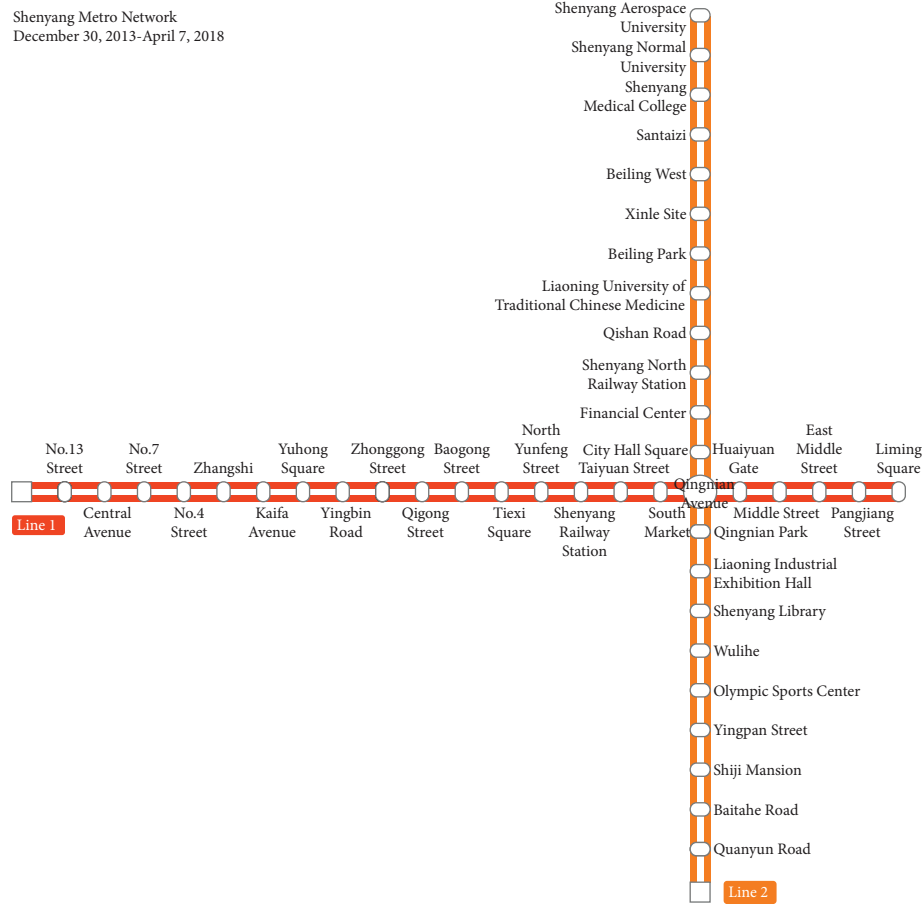 Shenyang Metro Network
December 30, 2013-April 7, 2018
Shenyang Aerospace
University
Shenyang Normal
University
Shenyang
Medical College
Santaizi
Beiling West
Xinle Site
Beiling Park
Liaoning University of
Traditional Chinese Medicine
Qishan Road
Shenyang North
Railway Station
Financial Center
City Hall Square
No.13
Street
No.7
Street
Zhangshi
Yuhong
Square
Zhonggong
Street
Baogong
Street
North
Yunfeng
Street
Taiyuan Street
Huaiyuan
Gate
East
Middle
Street
Liming
Square
Qingnian
Avenue
Line 1
Central
Avenue
No.4
Street
Kaifa
Avenue
Yingbin
Road
Qigong
Street
Tiexi
Square
Shenyang
Railway
Station
South
Market
Middle Street
Pangjiang
Street
Qingnian Park
Liaoning Industrial
Exhibition Hall
Shenyang Library
Wulihe
Olympic Sports Center
Yingpan Street
Shiji Mansion
Baitahe Road
Quanyun Road
Line 2